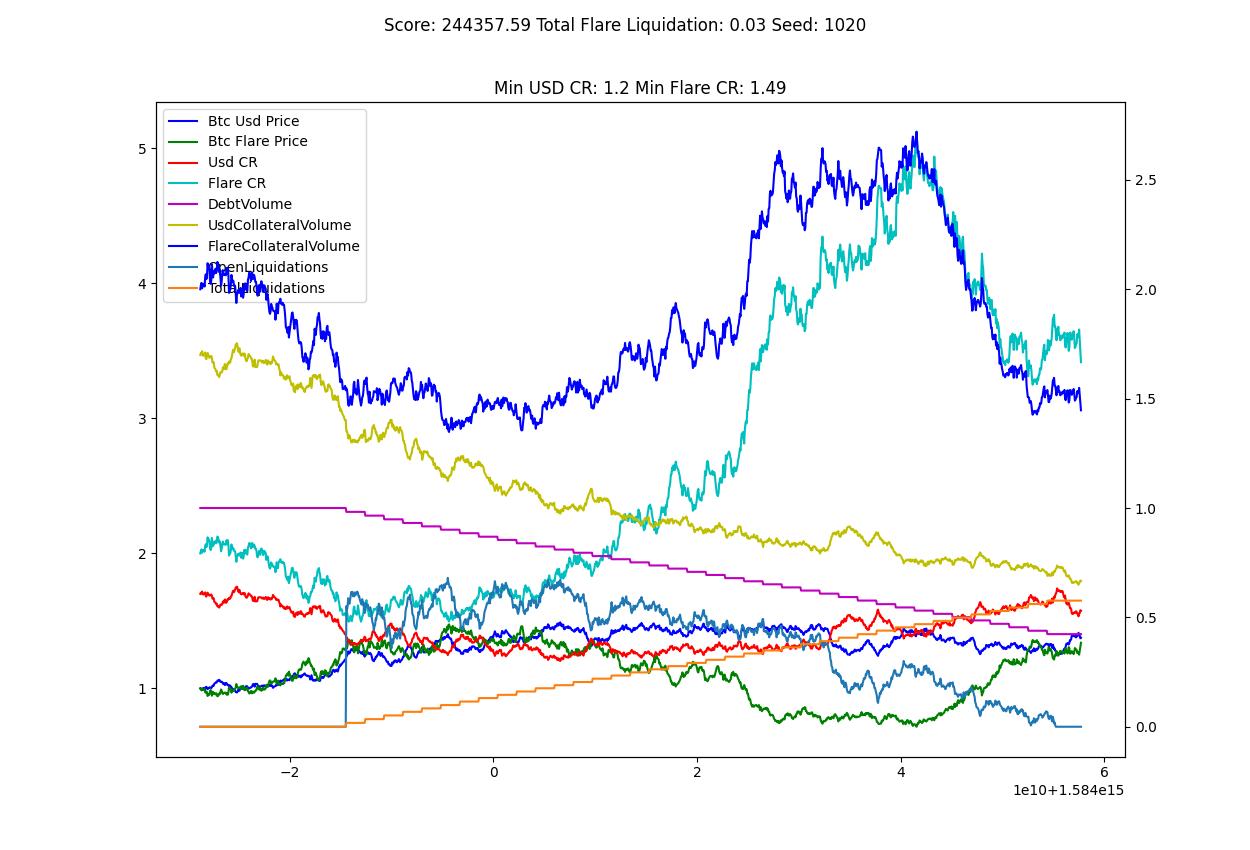 Score: 244357.59 Total Flare Liquidation: 0.03 Seed: 1020
Min USD CR: 1.2 Min Flare CR: 1.49
Btc Usd Price
Btc Flare Price
Usd CR
Flare CR
DebtVolume
UsdCollateralVolume
FlareCollateralVolume
OpenLiquidations
TotalLiquidations
5
4
3
2
1
2.5
2.0
1.5
1.0
0.5
0.0
−2
0
2
4
6
1e10+1.584e15